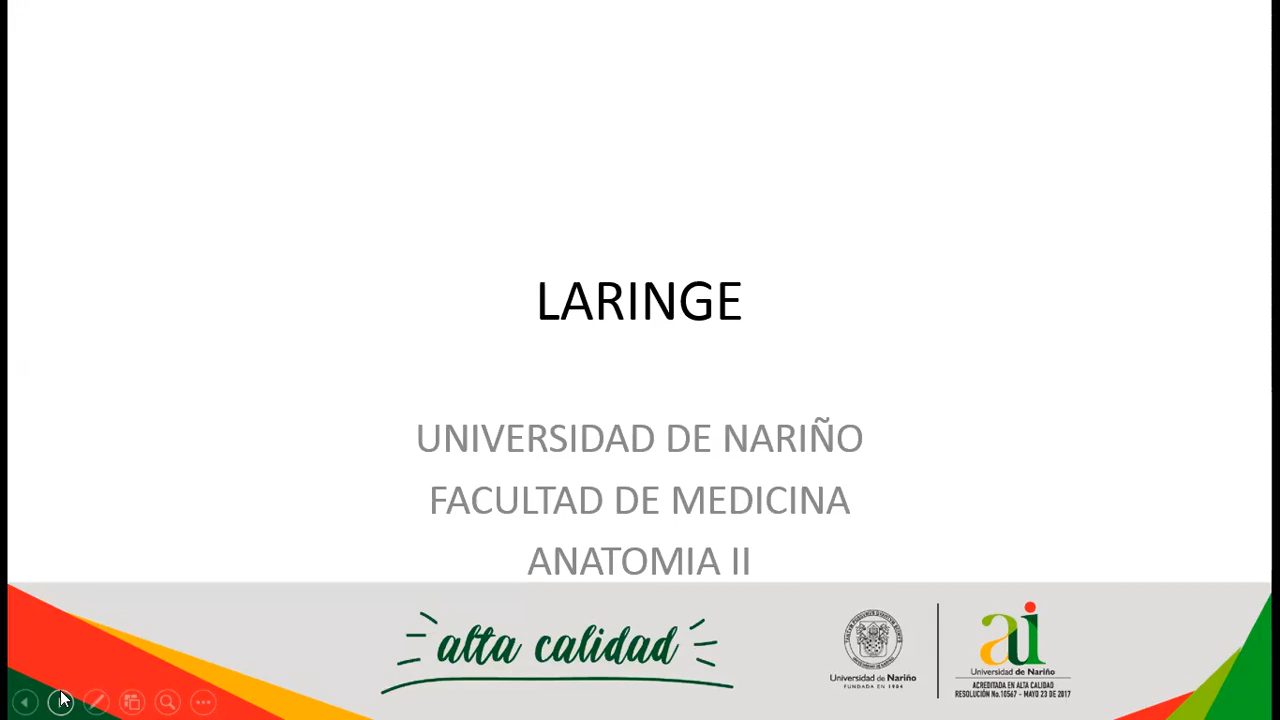 LARINGE
UNIVERSIDAD DE NARIÑO
FACULTAD DE MEDICINA
ANATOMIA II
alta calidad
Universidad de Nariño
FUNDADA EN 1904
ai
Universidad de Nariño
ACREDITADA EN ALTA CALIDAD
RESOLUCIÓN No.10567 - MAYO 23 DE 2017